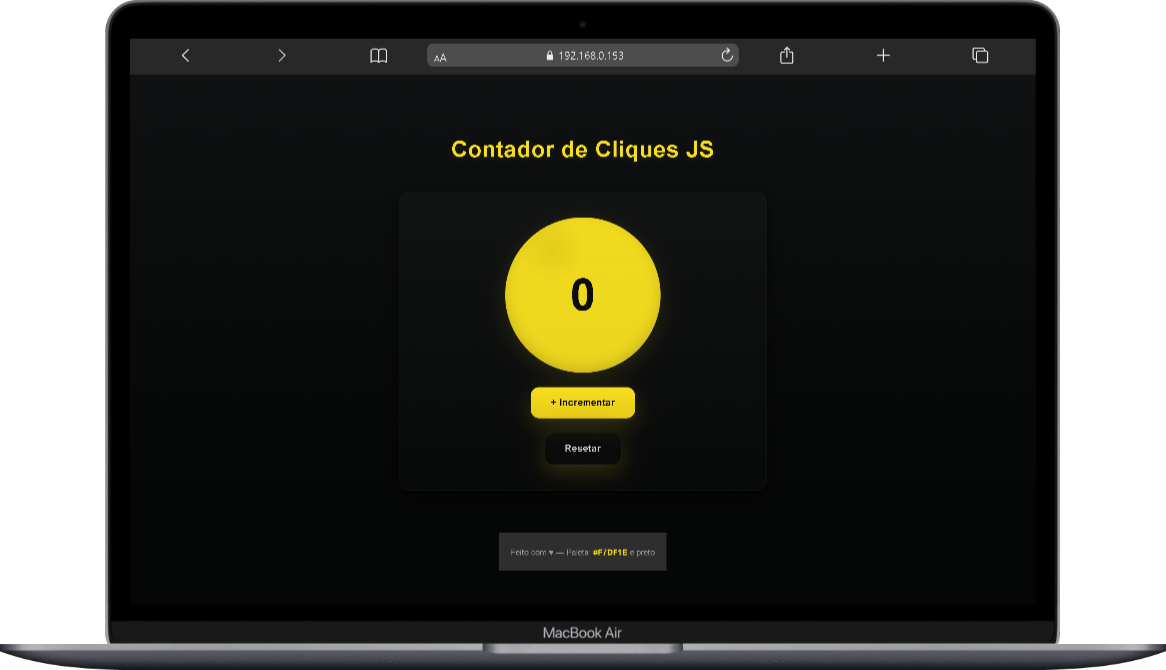 AA 192.168.0.153
Contador de Cliques JS
0
+ Incrementar
Resetar
Feito com ♥ — Paleta: #F7DF1E e preto
MacBook Air